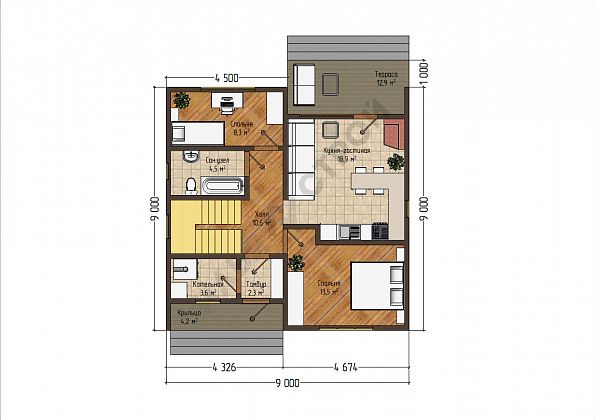 4 500
1 000
Терраса
12,9 м²
Спальня
8,3 м²
Кухня-гостиная
18,9 м²
Сан.узел
4,5 м²
9 000
9 000
Холл
10,6 м²
Котельная
3,6 м²
Тамбур
2,3 м²
Спальня
13,5 м²
Крыльцо
4,2 м²
4 326
4 674
9 000